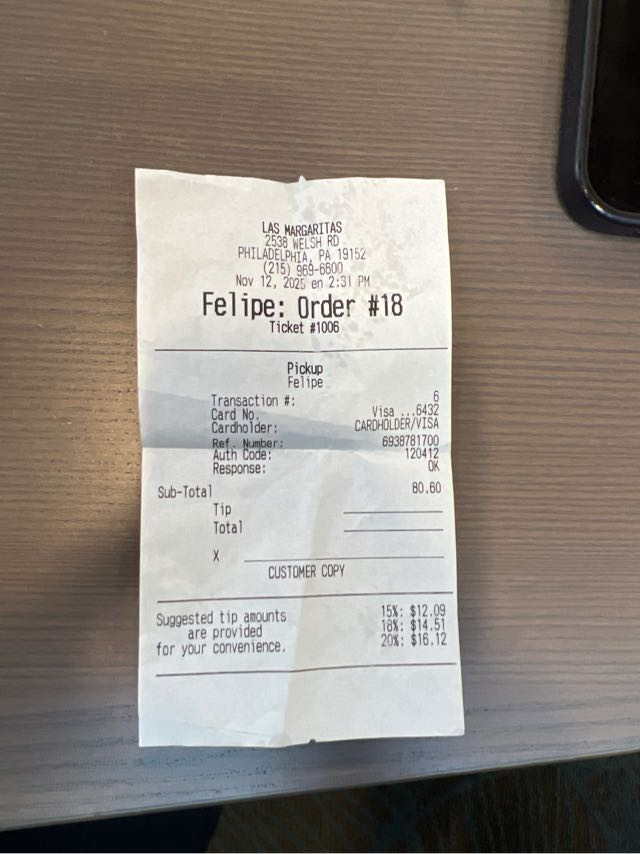 LAS MARGARITAS
2538 WELSH RD
PHILADELPHIA, PA 19152
(215) 969-6600
Nov 12, 2025 en 2:31 PM
Felipe: Order #18
Ticket #1006
Pickup
Felipe
Transaction #: 6
Card No. Visa ...6432
Cardholder: CARDHOLDER/VISA
Ref. Number: 6938781700
Auth Code: 120412
Response: OK
Sub-Total 80.60
Tip
Total
X
CUSTOMER COPY
Suggested tip amounts 15%: $12.09
are provided 18%: $14.51
for your convenience. 20%: $16.12